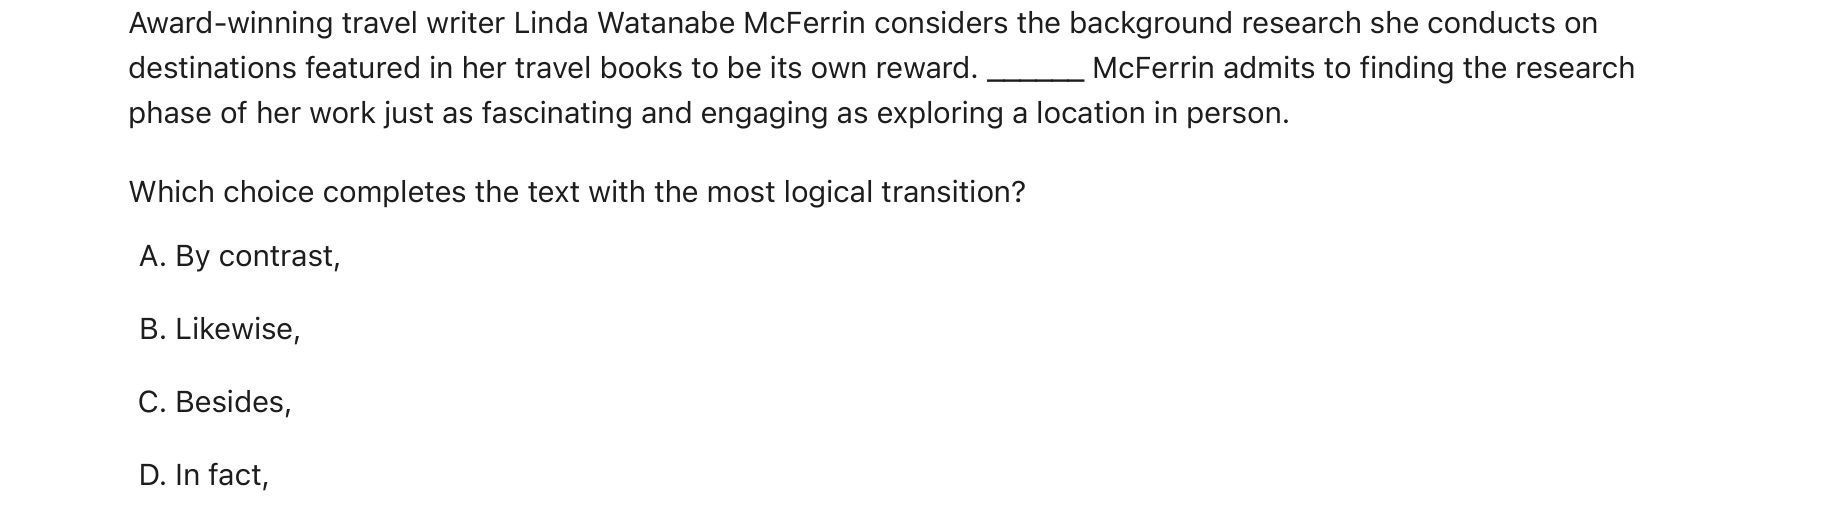 Award-winning travel writer Linda Watanabe McFerrin considers the background research she conducts on
destinations featured in her travel books to be its own reward. ______ McFerrin admits to finding the research
phase of her work just as fascinating and engaging as exploring a location in person.
Which choice completes the text with the most logical transition?
A. By contrast,
B. Likewise,
C. Besides,
D. In fact,